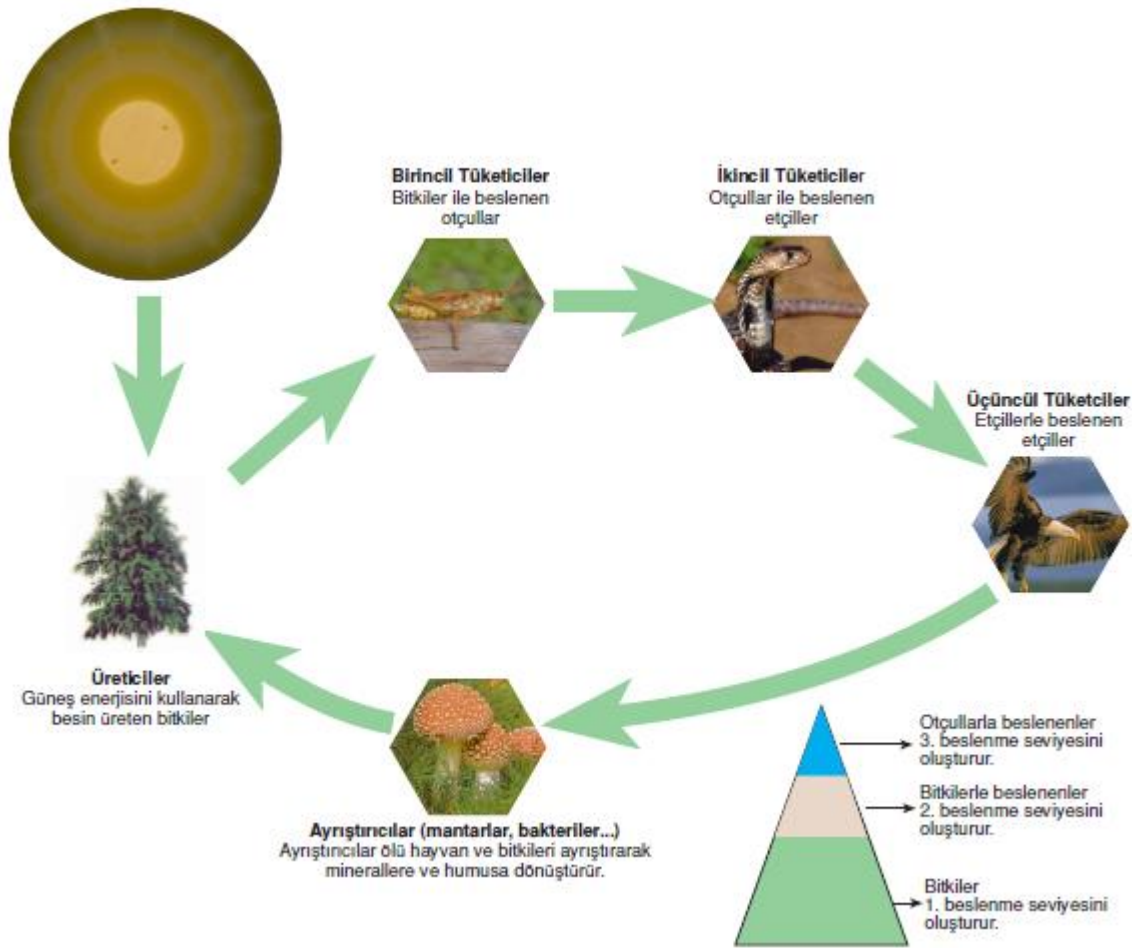 Birincil Tüketiciler
Bitkiler ile beslenen
otçullar
İkincil Tüketiciler
Otçullar ile beslenen
etçiller
Üçüncül Tüketciler
Etçillerle beslenen
etçiller
Üreticiler
Güneş enerjisini kullanarak
besin üreten bitkiler
Ayrıştırıcılar (mantarlar, bakteriler...)
Ayrıştırıcılar ölü hayvan ve bitkileri ayrıştırarak
minerallere ve humusa dönüştürür.
Otçullarla beslenenler
3. beslenme seviyesini
oluşturur.
Bitkilerle beslenenler
2. beslenme seviyesini
oluşturur.
Bitkiler
1. beslenme seviyesini
oluşturur.